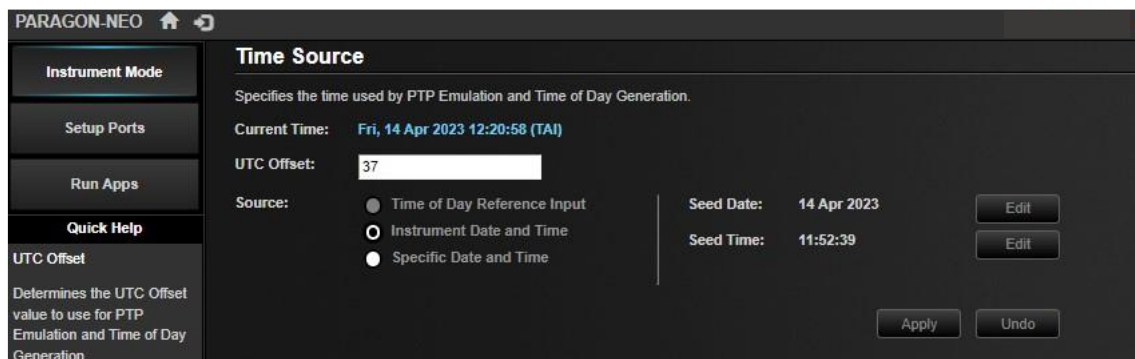 PARAGON-NEO
Instrument Mode
Setup Ports
Run Apps
Quick Help
UTC Offset
Determines the UTC Offset
value to use for PTP
Emulation and Time of Day
Generation
Time Source
Specifies the time used by PTP Emulation and Time of Day Generation.
Current Time: Fri, 14 Apr 2023 12:20:58 (TAI)
UTC Offset: 37
Source: Time of Day Reference Input
Instrument Date and Time
Specific Date and Time
Seed Date: 14 Apr 2023 Edit
Seed Time: 11:52:39 Edit
Apply Undo